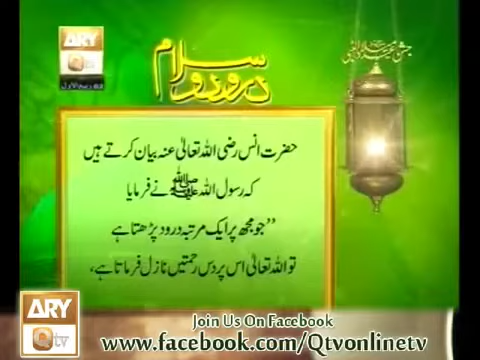 ARY
Qtv
درود و سلام
حضرت انس رضی اللہ تعالیٰ عنہ بیان کرتے ہیں
کہ رسول اللہ ﷺ نے فرمایا
”جو مجھ پر ایک مرتبہ درود پڑھتا ہے
تو اللہ تعالیٰ اس پر دس رحمتیں نازل فرماتا ہے،
ARY
Qtv
Join Us On Facebook
www.facebook.com/Qtvonlinetv